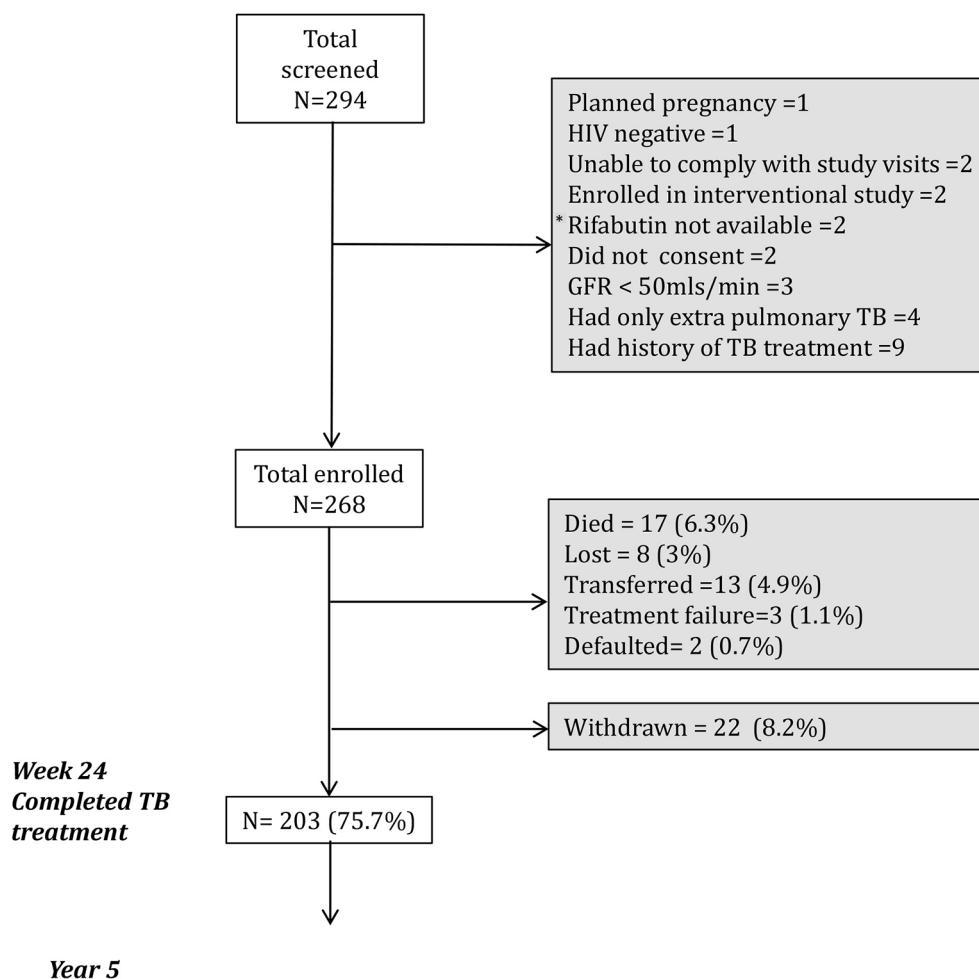 Total
screened
N=294
Planned pregnancy =1
HIV negative =1
Unable to comply with study visits =2
Enrolled in interventional study =2
* Rifabutin not available =2
Did not  consent =2
GFR < 50mls/min =3
Had only extra pulmonary TB =4
Had history of TB treatment =9
Total enrolled
N=268
Died = 17 (6.3%)
Lost = 8 (3%)
Transferred =13 (4.9%)
Treatment failure=3 (1.1%)
Defaulted= 2 (0.7%)
Withdrawn = 22  (8.2%)
Week 24
Completed TB
treatment
N= 203 (75.7%)
Year 5